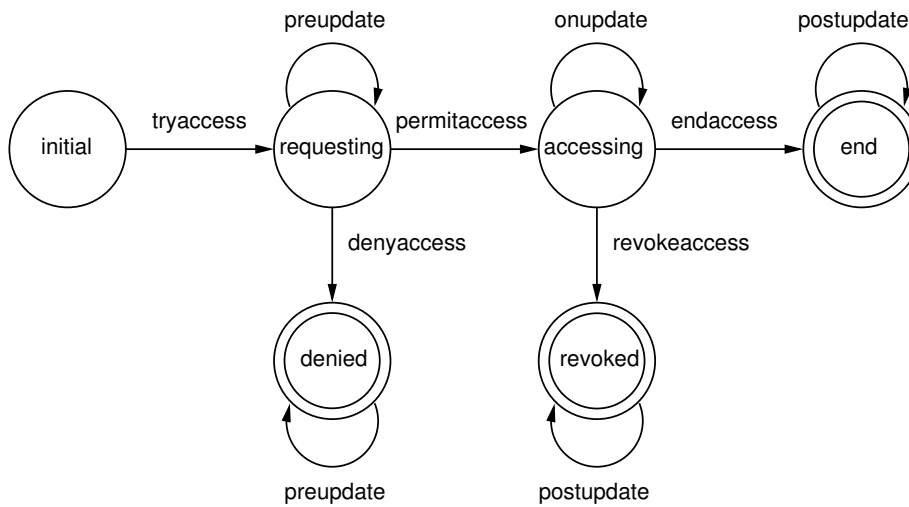 preupdate
onupdate
postupdate
tryaccess
permitaccess
endaccess
initial
requesting
accessing
end
denyaccess
revokeaccess
denied
revoked
preupdate
postupdate